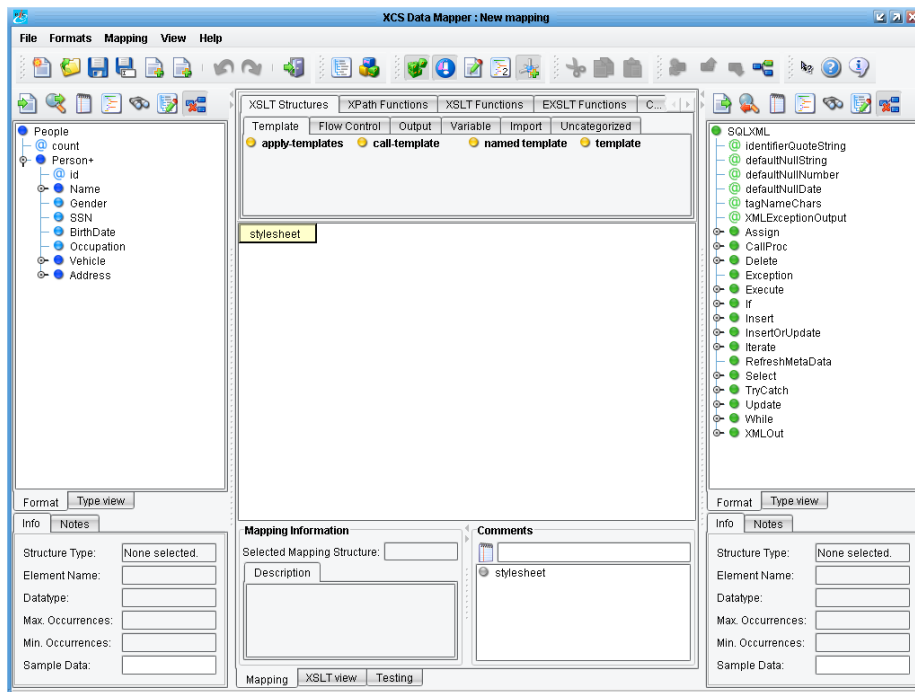 XCS Data Mapper : New mapping
File Formats Mapping View Help
XSLT Structures XPath Functions XSLT Functions EXSLT Functions C...
Template Flow Control Output Variable Import Uncategorized
apply-templates call-template named template template
stylesheet
People
@ count
Person+
@ id
Name
Gender
SSN
BirthDate
Occupation
Vehicle
Address
Format Type view
Info Notes
Structure Type: None selected.
Element Name:
Datatype:
Max. Occurrences:
Min. Occurrences:
Sample Data:
Mapping Information
Selected Mapping Structure:
Description
Comments
stylesheet
Mapping XSLT view Testing
SQLXML
@ identifierQuoteString
@ defaultNullString
@ defaultNullNumber
@ defaultNullDate
@ tagNameChars
@ XMLExceptionOutput
Assign
CallProc
Delete
Exception
Execute
If
Insert
InsertOrUpdate
Iterate
RefreshMetaData
Select
TryCatch
Update
While
XMLOut
Format Type view
Info Notes
Structure Type: None selected.
Element Name:
Datatype:
Max. Occurrences:
Min. Occurrences:
Sample Data: